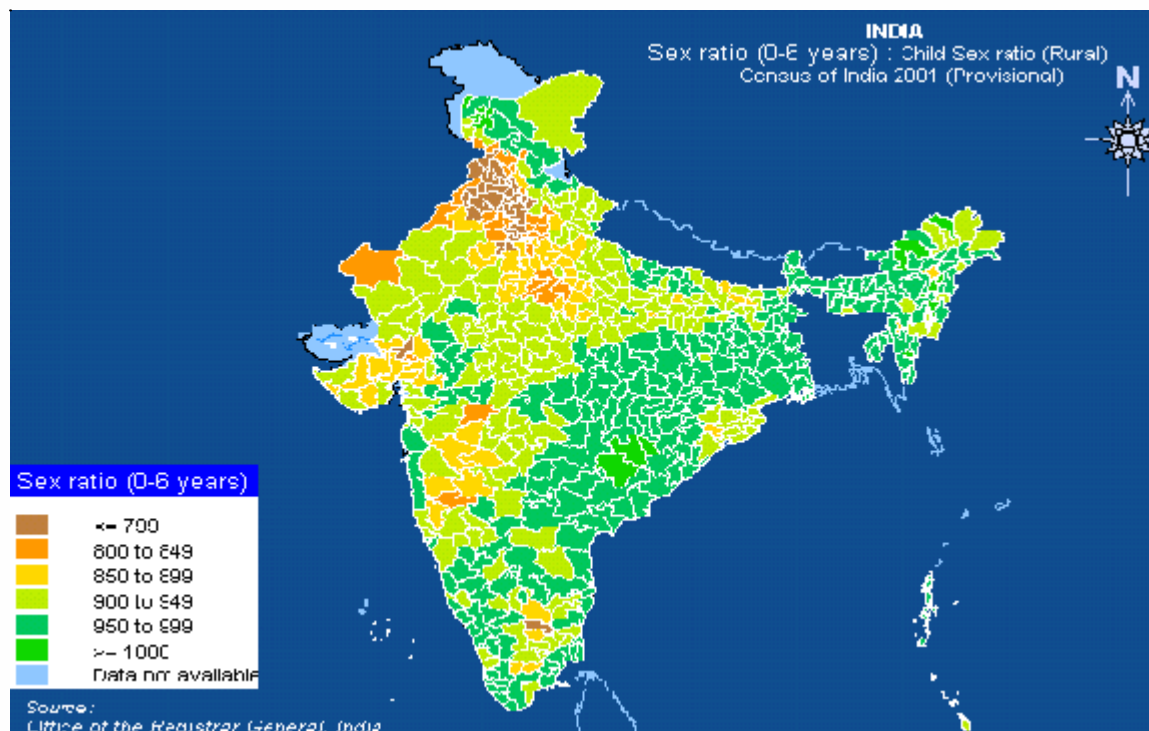 INDIA
Sex ratio (0-6 years) : Child Sex ratio (Rural)
Census of India 2001 (Provisional)
N
Sex ratio (0-6 years)
<= 799
800 to 849
850 to 899
900 to 949
950 to 999
>= 1000
Data not available
Source:
Office of the Registrar General, India